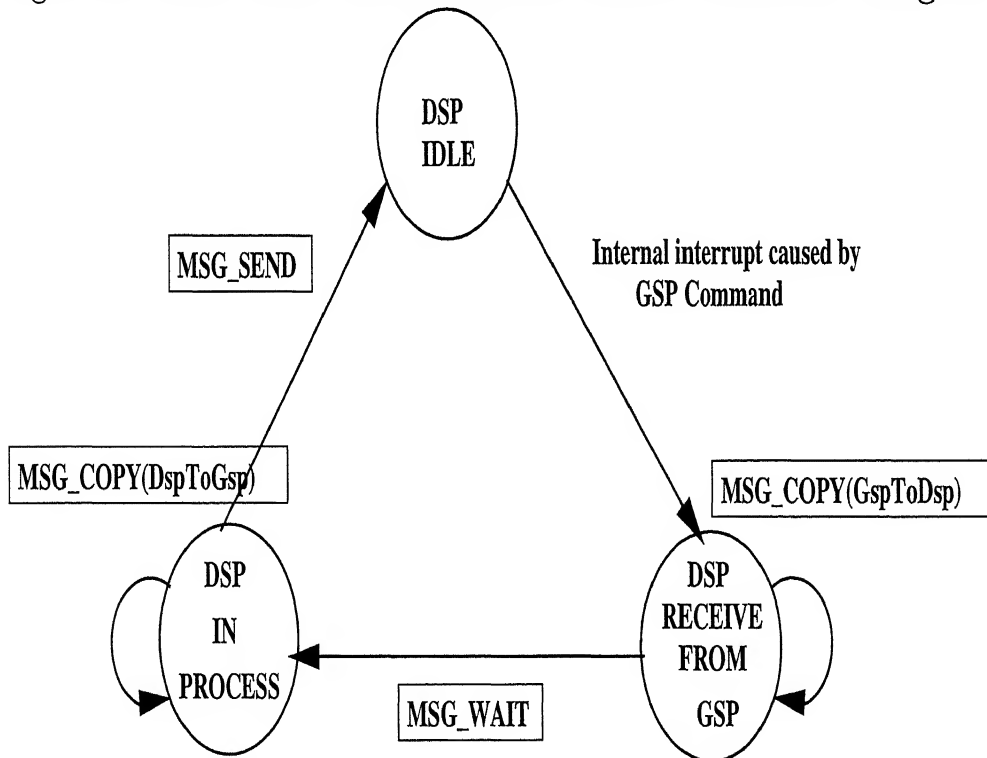 DSP
IDLE
MSG_SEND
Internal interrupt caused by
GSP Command
MSG_COPY(DspToGsp)
MSG_COPY(GspToDsp)
DSP
IN
PROCESS
DSP
RECEIVE
FROM
GSP
MSG_WAIT